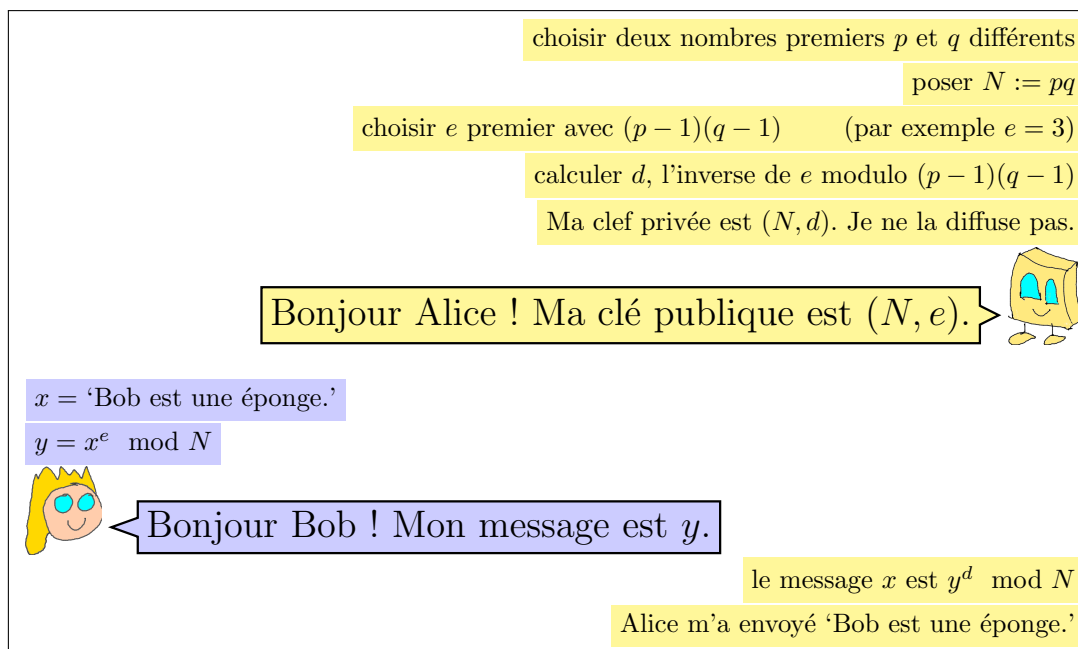 choisir deux nombres premiers p et q différents
poser N := pq
choisir e premier avec (p − 1)(q − 1) (par exemple e = 3)
calculer d, l'inverse de e modulo (p − 1)(q − 1)
Ma clef privée est (N, d). Je ne la diffuse pas.
Bonjour Alice ! Ma clé publique est (N, e).
x = ‘Bob est une éponge.’
y = x^e mod N
Bonjour Bob ! Mon message est y.
le message x est y^d mod N
Alice m'a envoyé ‘Bob est une éponge.’